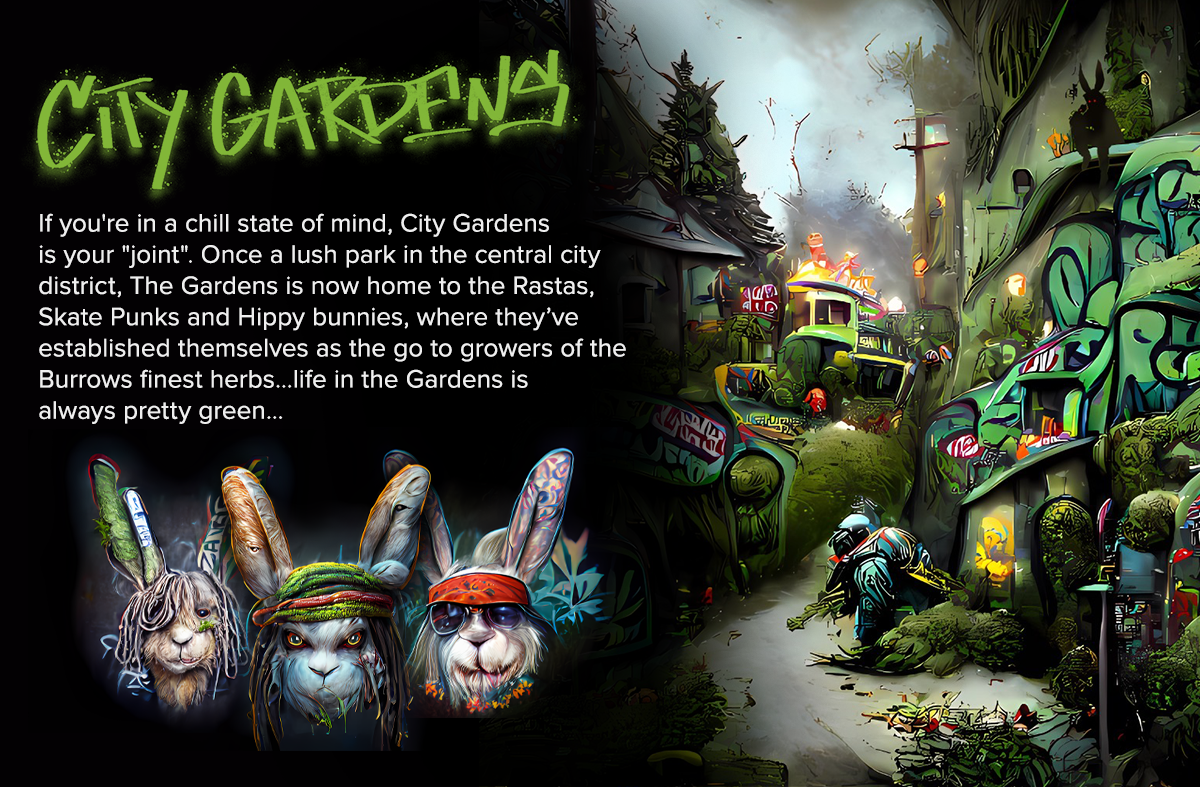 CITY GARDENS
If you're in a chill state of mind, City Gardens
is your "joint". Once a lush park in the central city
district, The Gardens is now home to the Rastas,
Skate Punks and Hippy bunnies, where they’ve
established themselves as the go to growers of the
Burrows finest herbs...life in the Gardens is
always pretty green...